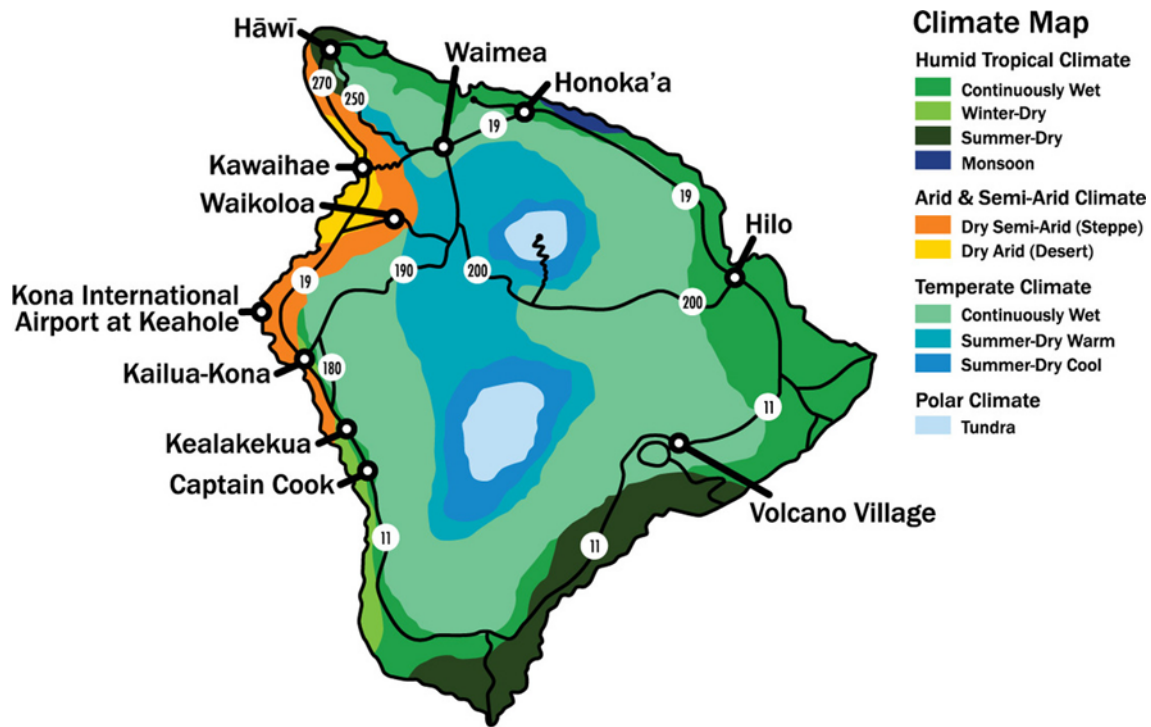 Hāwī
Waimea
Honoka'a
270
250
19
Kawaihae
Waikoloa
19
Hilo
190
200
19
200
Kona International
Airport at Keahole
Kailua-Kona
180
11
Kealakekua
Captain Cook
Volcano Village
11
11
Climate Map
Humid Tropical Climate
Continuously Wet
Winter-Dry
Summer-Dry
Monsoon
Arid & Semi-Arid Climate
Dry Semi-Arid (Steppe)
Dry Arid (Desert)
Temperate Climate
Continuously Wet
Summer-Dry Warm
Summer-Dry Cool
Polar Climate
Tundra